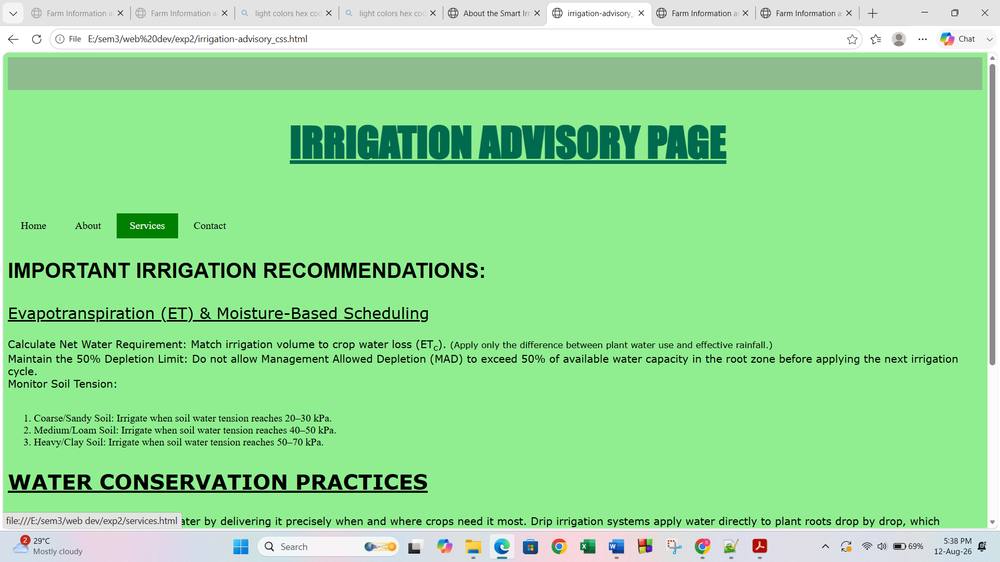 Farm Information a
Farm Information a
light colors hex cod
light colors hex cod
About the Smart Irri
irrigation-advisory_
Farm Information a
Farm Information a
File E:/sem3/web%20dev/exp2/irrigation-advisory_css.html
Chat
IRRIGATION ADVISORY PAGE
Home About Services Contact
IMPORTANT IRRIGATION RECOMMENDATIONS:
Evapotranspiration (ET) & Moisture-Based Scheduling
Calculate Net Water Requirement: Match irrigation volume to crop water loss (ETc). (Apply only the difference between plant water use and effective rainfall.)
Maintain the 50% Depletion Limit: Do not allow Management Allowed Depletion (MAD) to exceed 50% of available water capacity in the root zone before applying the next irrigation
cycle.
Monitor Soil Tension:
1. Coarse/Sandy Soil: Irrigate when soil water tension reaches 20–30 kPa.
2. Medium/Loam Soil: Irrigate when soil water tension reaches 40–50 kPa.
3. Heavy/Clay Soil: Irrigate when soil water tension reaches 50–70 kPa.
WATER CONSERVATION PRACTICES
ater by delivering it precisely when and where crops need it most. Drip irrigation systems apply water directly to plant roots drop by drop, which
file:///E:/sem3/web dev/exp2/services.html
2
29°C
Mostly cloudy
Search
69%
5:38 PM
12-Aug-26